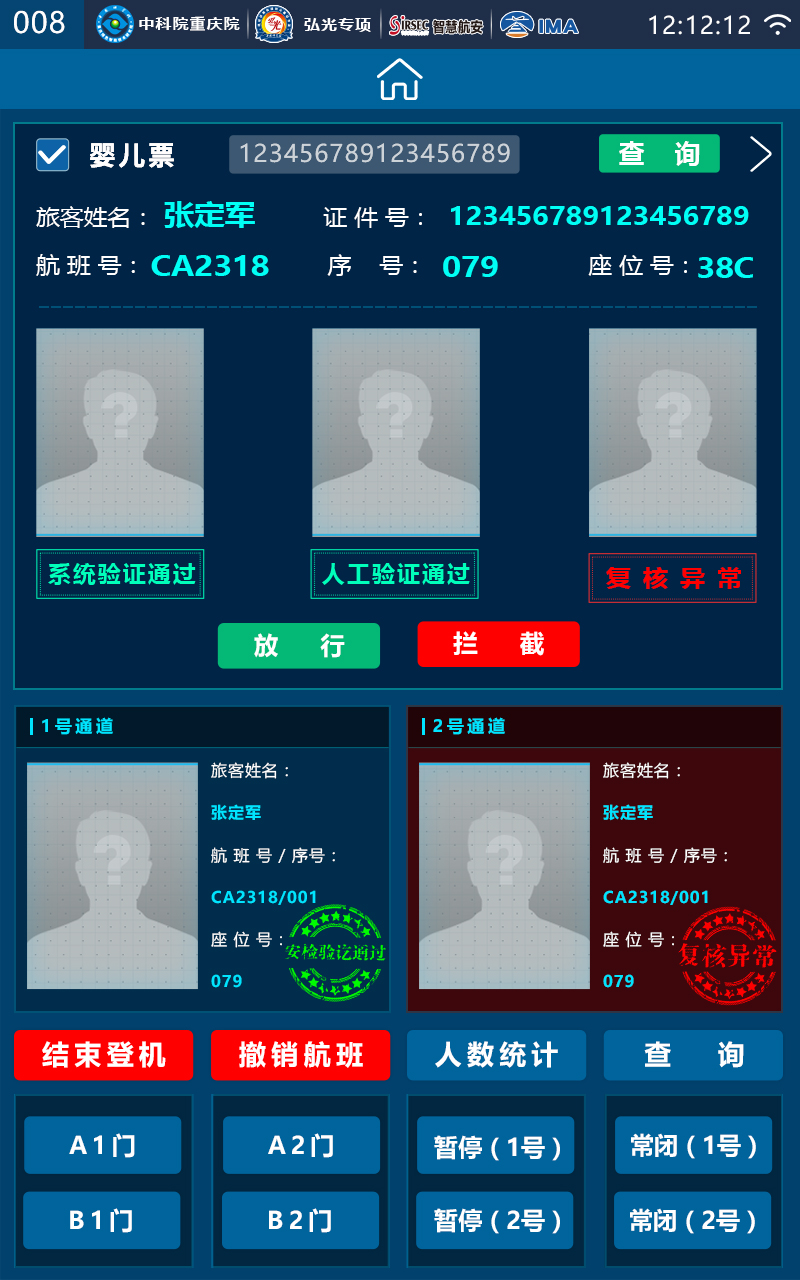 008 中科院重庆院 弘光专项 SiRSEC 智慧航安 IMA 12:12:12
婴儿票 123456789123456789 查 询
旅客姓名： 张定军 证件号： 123456789123456789
航班号： CA2318 序 号： 079 座位号: 38C
? ? ?
系统验证通过 人工验证通过 复核异常
放 行 拦 截
1号通道 2号通道
旅客姓名： 旅客姓名：
张定军 张定军
航班号/序号： 航班号/序号：
CA2318/001 CA2318/001
座位号: 座位号:
安检验讫通过 复核异常
079 079
? ?
结束登机 撤销航班 人数统计 查 询
A1门 A2门 暂停(1号) 常闭(1号)
B1门 B2门 暂停(2号) 常闭(2号)